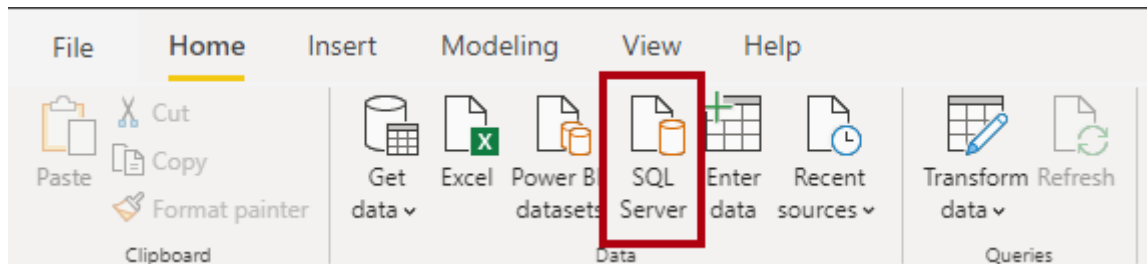 File Home Insert Modeling View Help
Paste
Cut
Copy
Format painter
Clipboard
Get
data
Excel
Power BI
datasets
SQL
Server
Enter
data
Recent
sources
Data
Transform
data
Refresh
Queries